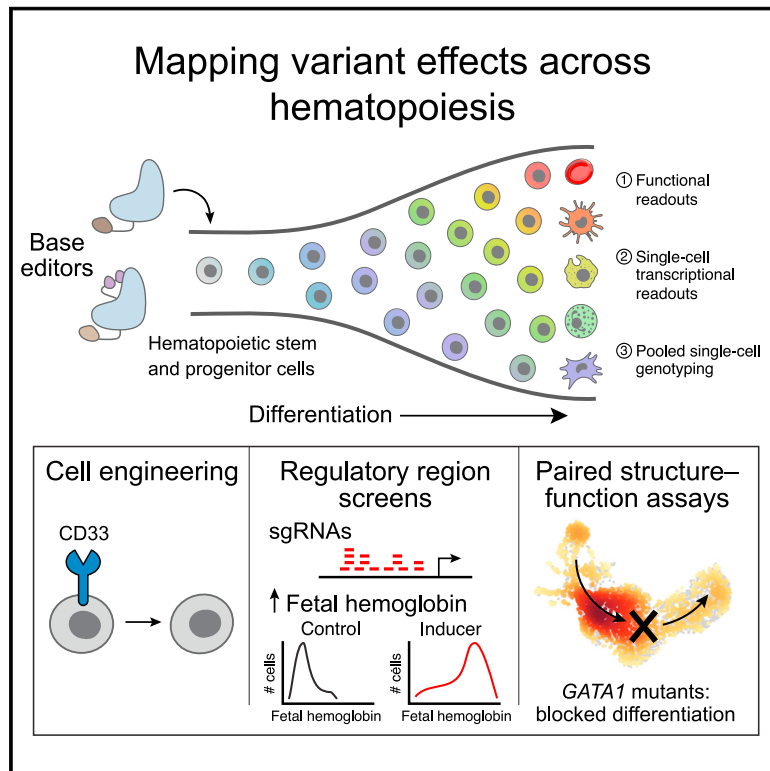 Mapping variant effects across
hematopoiesis
Base
editors
Hematopoietic stem
and progenitor cells
① Functional
readouts
② Single-cell
transcriptional
readouts
③ Pooled single-cell
genotyping
Differentiation
Cell engineering
CD33
Regulatory region
screens
sgRNAs
Fetal hemoglobin
Control
# cells
Fetal hemoglobin
Inducer
# cells
Fetal hemoglobin
Paired structure–
function assays
GATA1 mutants:
blocked differentiation